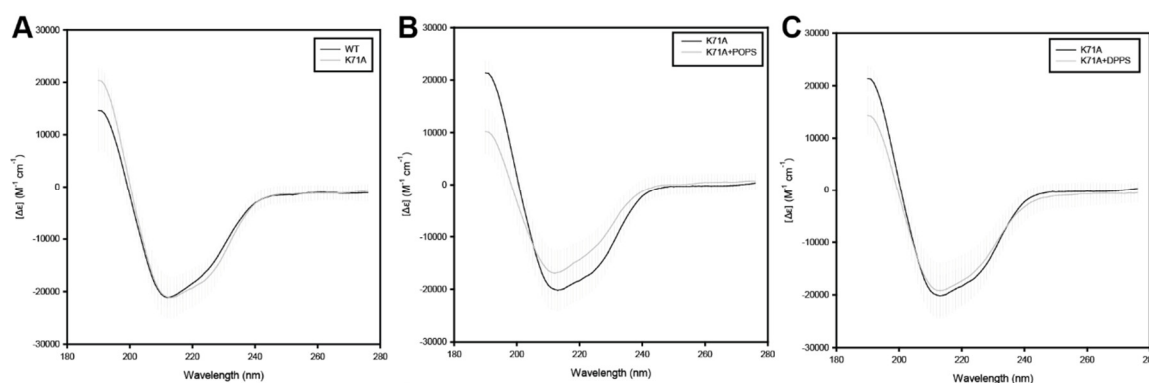 A
[Δε] (M⁻¹ cm⁻¹)
30000
20000
10000
0
-10000
-20000
-30000
WT
K71A
180
200
220
240
260
280
Wavelength (nm)
B
[Δε] (M⁻¹ cm⁻¹)
30000
20000
10000
0
-10000
-20000
-30000
K71A
K71A+POPS
180
200
220
240
260
280
Wavelength (nm)
C
[Δε] (M⁻¹ cm⁻¹)
30000
20000
10000
0
-10000
-20000
-30000
K71A
K71A+DPPS
180
200
220
240
260
280
Wavelength (nm)